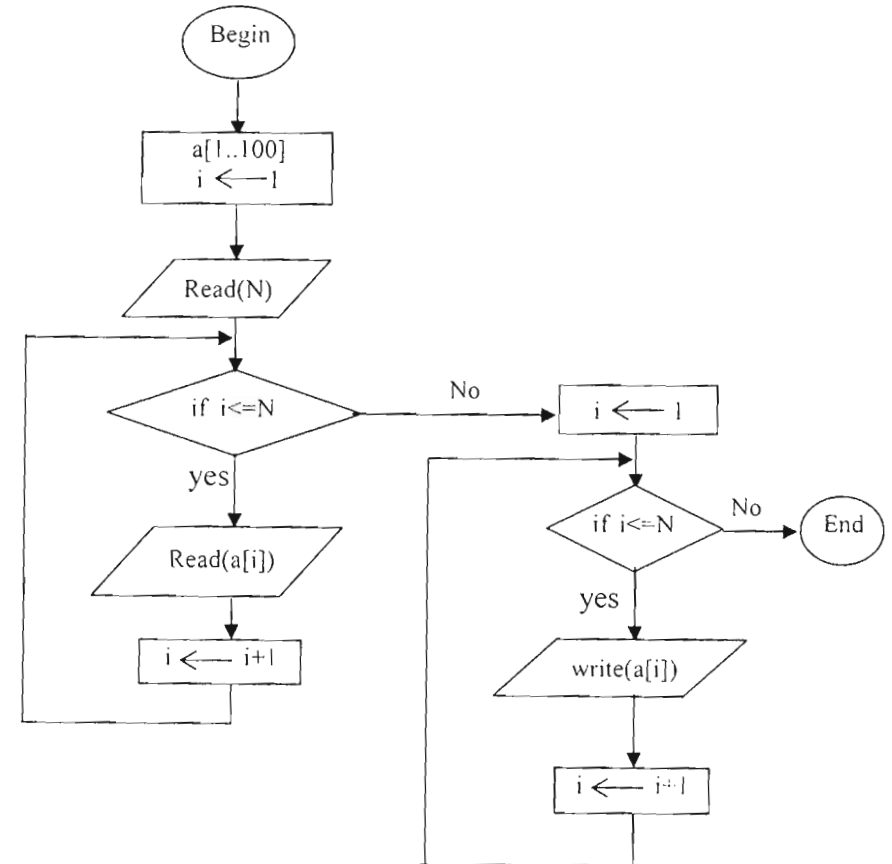 Begin
a[1..100]
i ← 1
Read(N)
if i<=N
No
yes
Read(a[i])
i ← i+1
i ← 1
if i<=N
No
End
yes
write(a[i])
i ← i+1